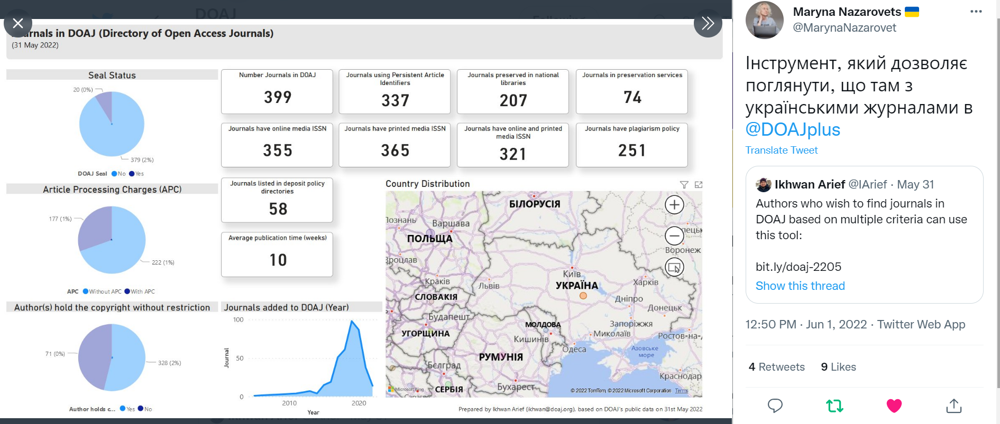 DOAJ
Following
urnals in DOAJ (Directory of Open Access Journals)
(31 May 2022)
Seal Status
20 (0%)
379 (2%)
DOAJ Seal No Yes
Article Processing Charges (APC)
177 (1%)
222 (1%)
APC Without APC With APC
Author(s) hold the copyright without restriction
71 (0%)
328 (2%)
Author holds c... Yes No
Number Journals in DOAJ
399
Journals using Persistent Article
Identifiers
337
Journals preserved in national
libraries
207
Journals in preservation services
74
Journals have online media ISSN
355
Journals have printed media ISSN
365
Journals have online and printed
media ISSN
321
Journals have plagiarism policy
251
Journals listed in deposit policy
directories
58
Average publication time (weeks)
10
Journals added to DOAJ (Year)
100
50
0
Journal
2010
2020
Year
Country Distribution
БІЛОРУСІЯ
Познань
Варшава
ПОЛЬЩА
Воронеж
Вроцлав
Київ
Краків
Львів
УКРАЇНА
Харків
СЛОВАКІЯ
Дніпро
Донецьк
Будапешт
МОЛДОВА
Запоріжжя
УГОРЩИНА
Кишинів
Миколаїв
Ростов-на-
Одеса
Азовське
море
РУМУНІЯ
Бєлград
Краснодар
Бухарест
СЕРБІЯ
Сараєво
Microsoft Bing
© 2022 TomTom, © 2022 Microsoft Corporation Terms
Prepared by Ikhwan Arief (ikhwan@doaj.org), based on DOAJ's public data on 31st May 2022
Maryna Nazarovets
@MarynaNazarovet
Інструмент, який дозволяє
поглянути, що там з
українськими журналами в
@DOAJplus
Translate Tweet
Ikhwan Arief @IArief · May 31
Authors who wish to find journals in
DOAJ based on multiple criteria can use
this tool:
bit.ly/doaj-2205
Show this thread
12:50 PM · Jun 1, 2022 · Twitter Web App
4 Retweets 9 Likes